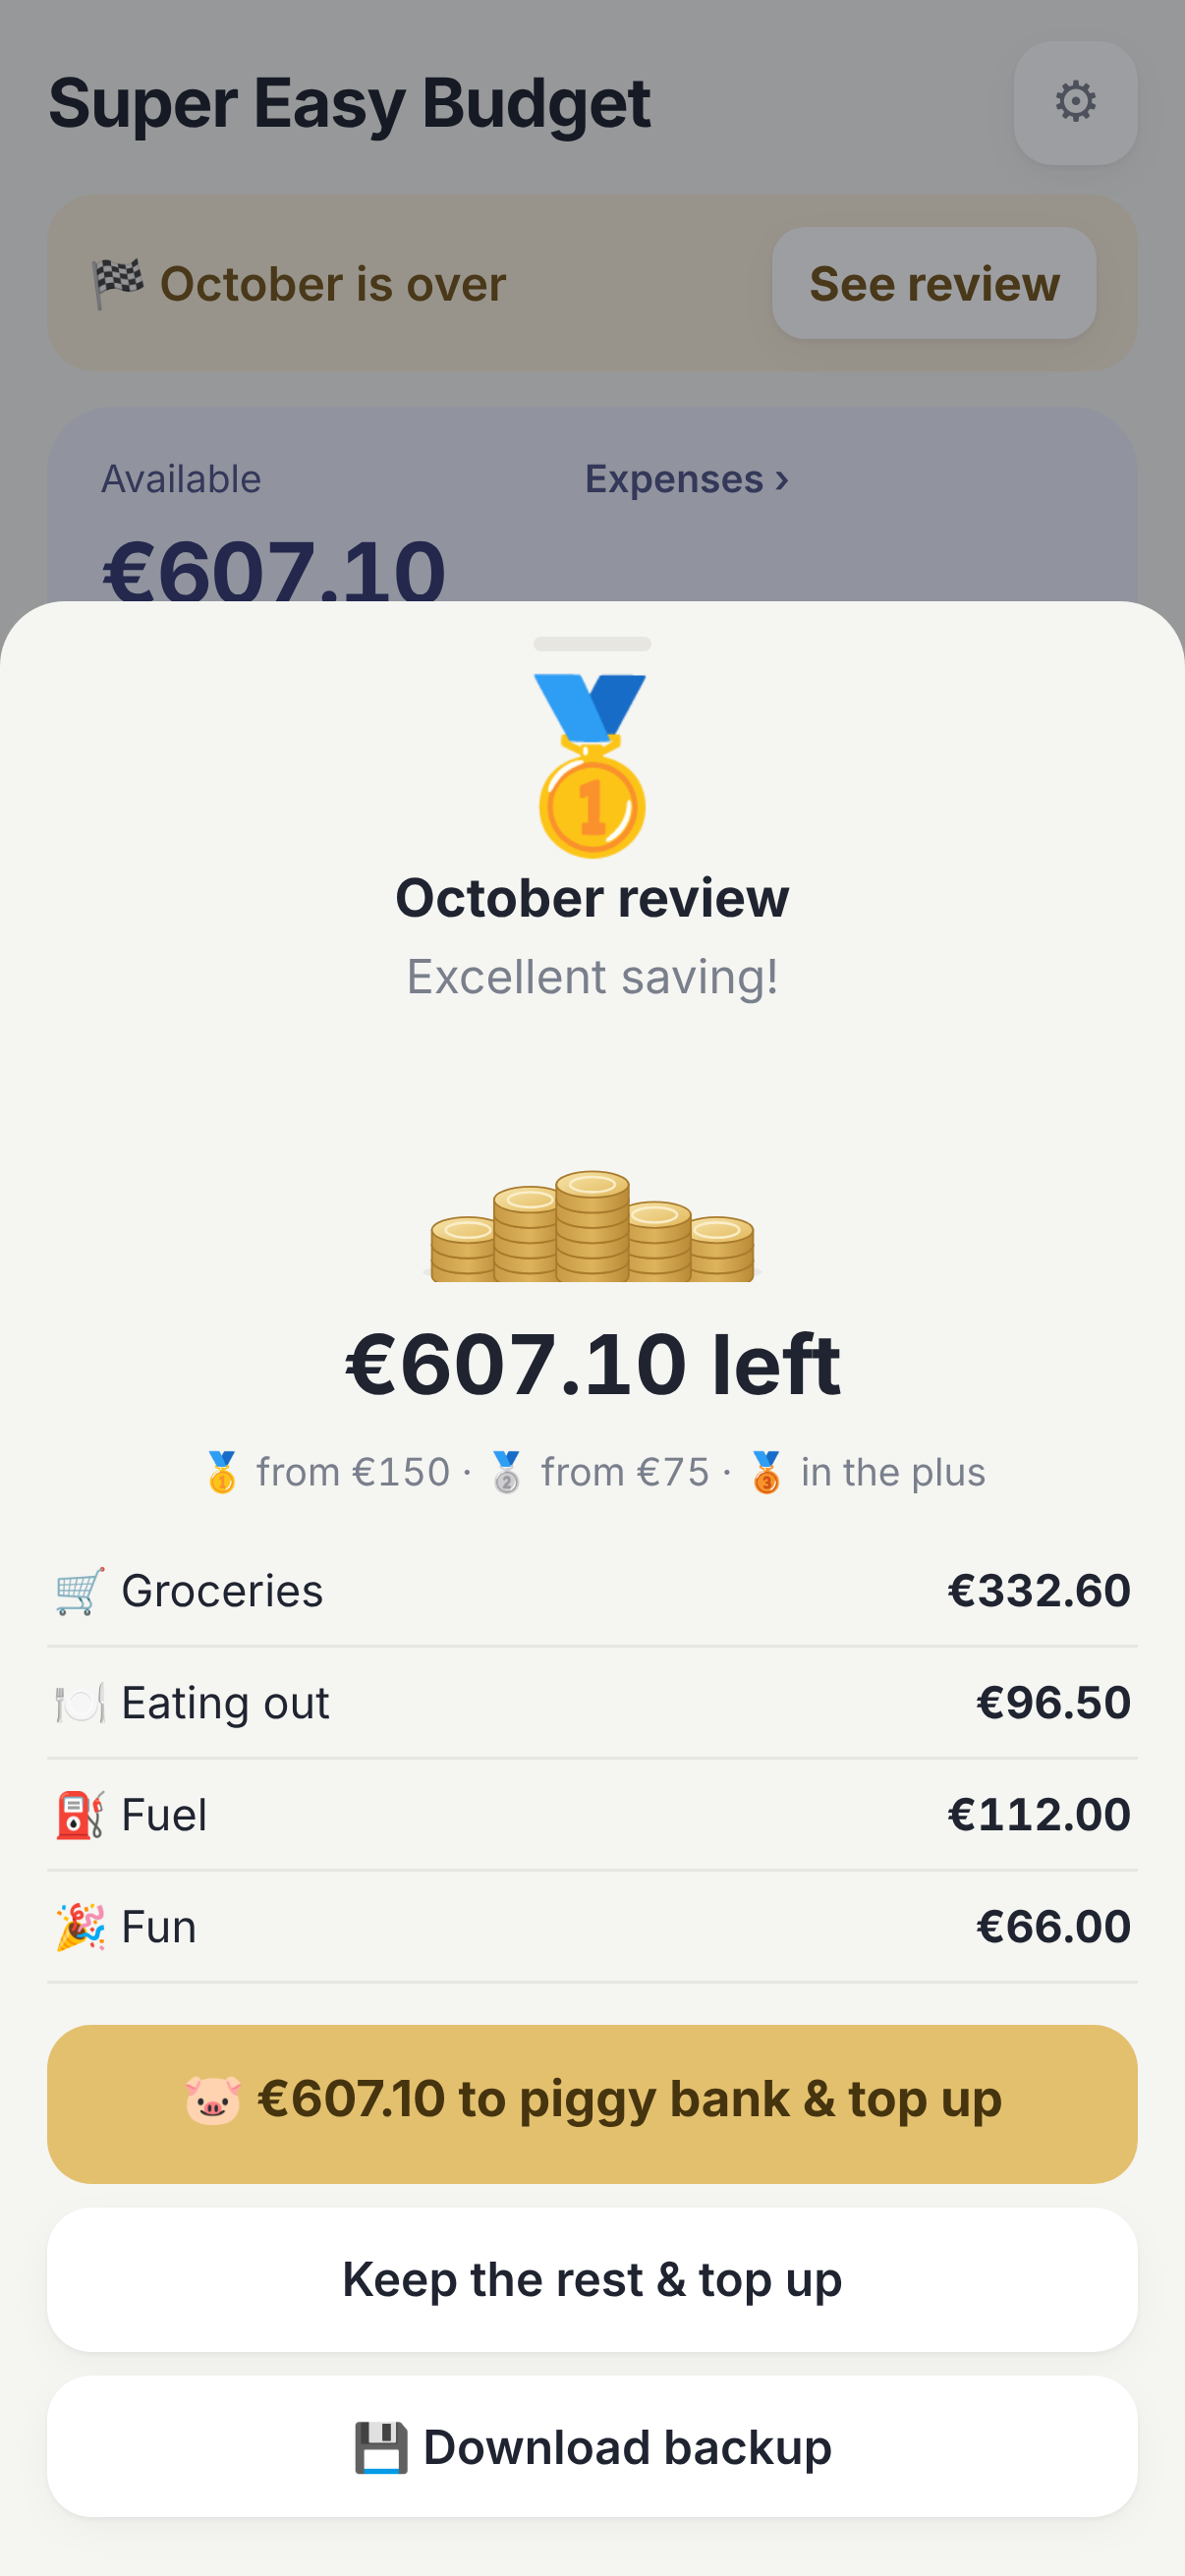 Super Easy Budget
October is over
See review
Available
Expenses ›
€607.10
October review
Excellent saving!
€607.10 left
🥇 from €150 · 🥈 from €75 · 🥉 in the plus
Groceries €332.60
Eating out €96.50
Fuel €112.00
Fun €66.00
€607.10 to piggy bank & top up
Keep the rest & top up
Download backup